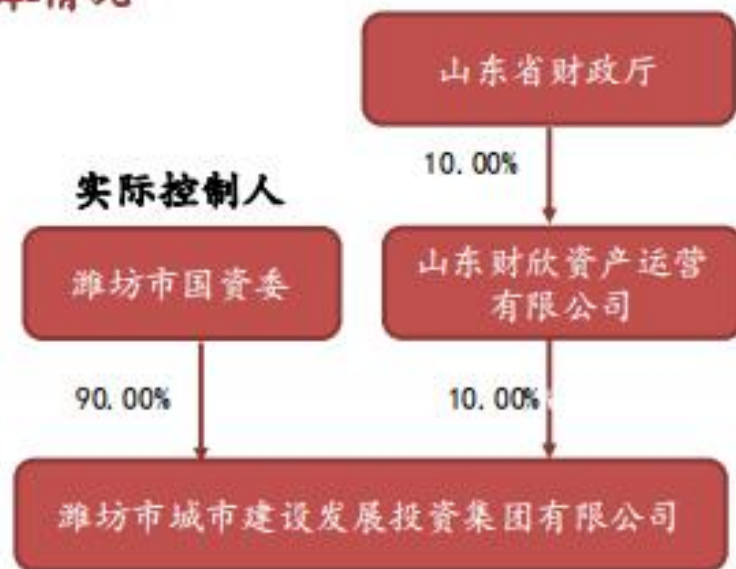 山东省财政厅
10.00%
实际控制人
潍坊市国资委
山东财欣资产运营
有限公司
90.00%
10.00%
潍坊市城市建设发展投资集团有限公司